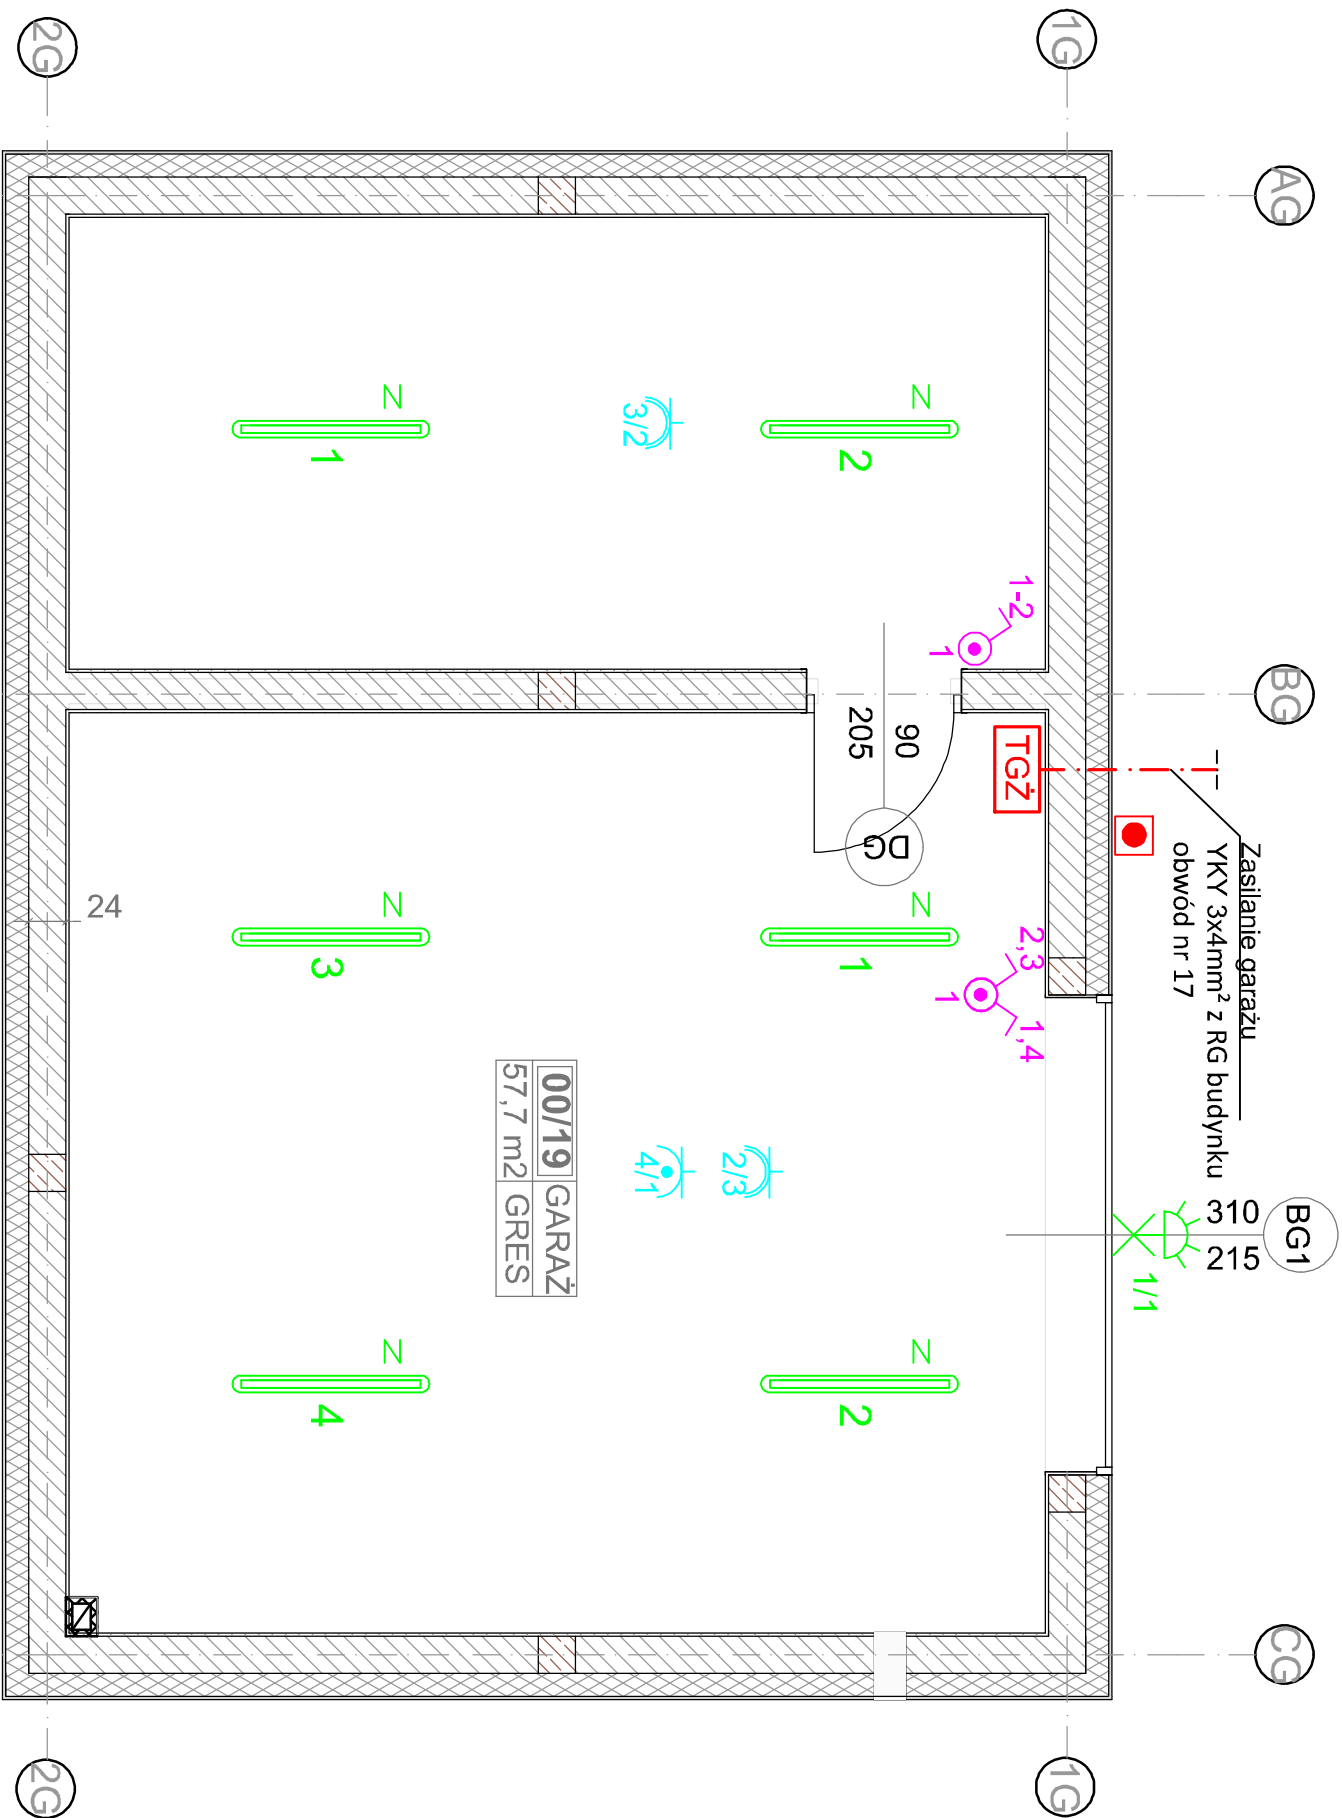 2G
1G
AG
BG
CG
2G
1G
N
1
N
2
3/2
1-2
1
90
205
DG
TGŻ
Zasilanie garażu
YKY 3x4mm² z RG budynku
obwód nr 17
24
N
3
N
1
2,3
1,4
1
00/19 GARAŻ
57,7 m2 GRES
4/1
2/3
310
215
BG1
1/1
N
4
N
2